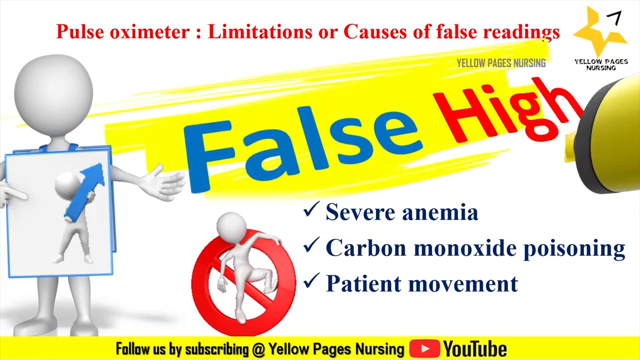 Pulse oximeter : Limitations or Causes of false readings
7
YELLOW PAGES
NURSING
YELLOW PAGES NURSING
False High
✓ Severe anemia
✓ Carbon monoxide poisoning
✓ Patient movement
Follow us by subscribing @ Yellow Pages Nursing YouTube